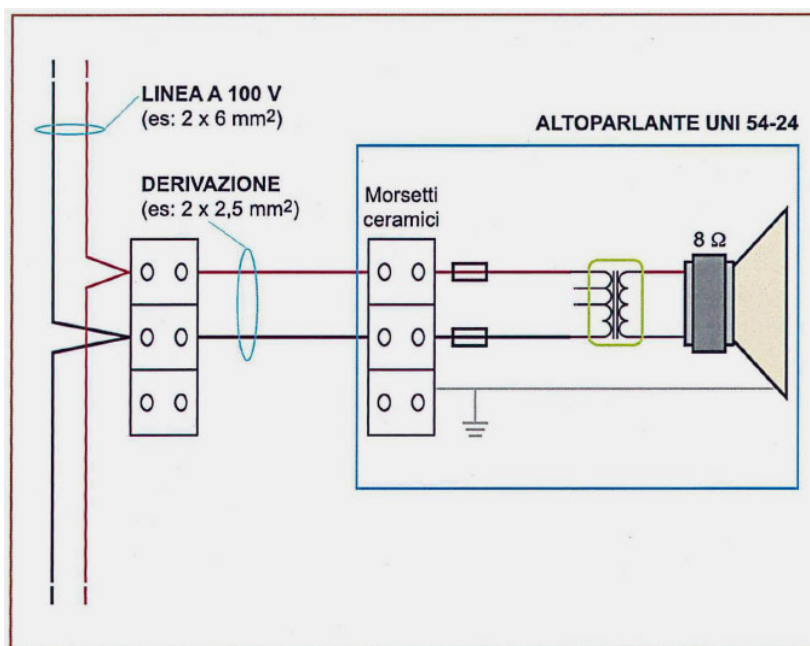 LINEA A 100 V
(es: 2 x 6 mm²)
ALTOPARLANTE UNI 54-24
DERIVAZIONE
(es: 2 x 2,5 mm²)
Morsetti
ceramici
8 Ω